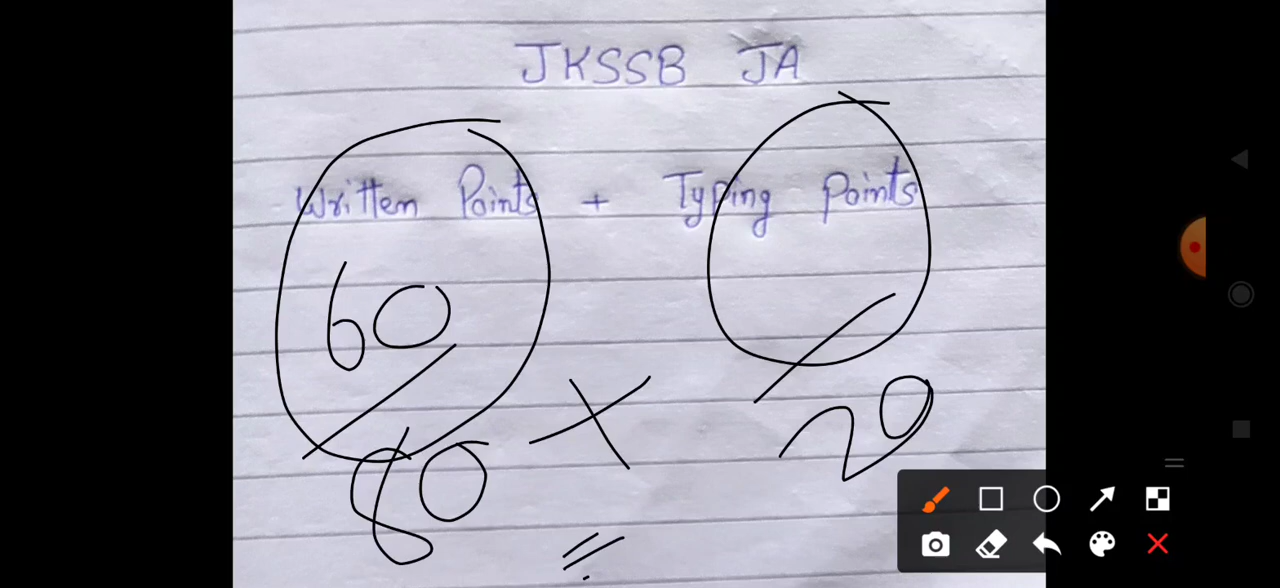 JKSSB JA
Written Points + Typing Points
60
80 × 20
=